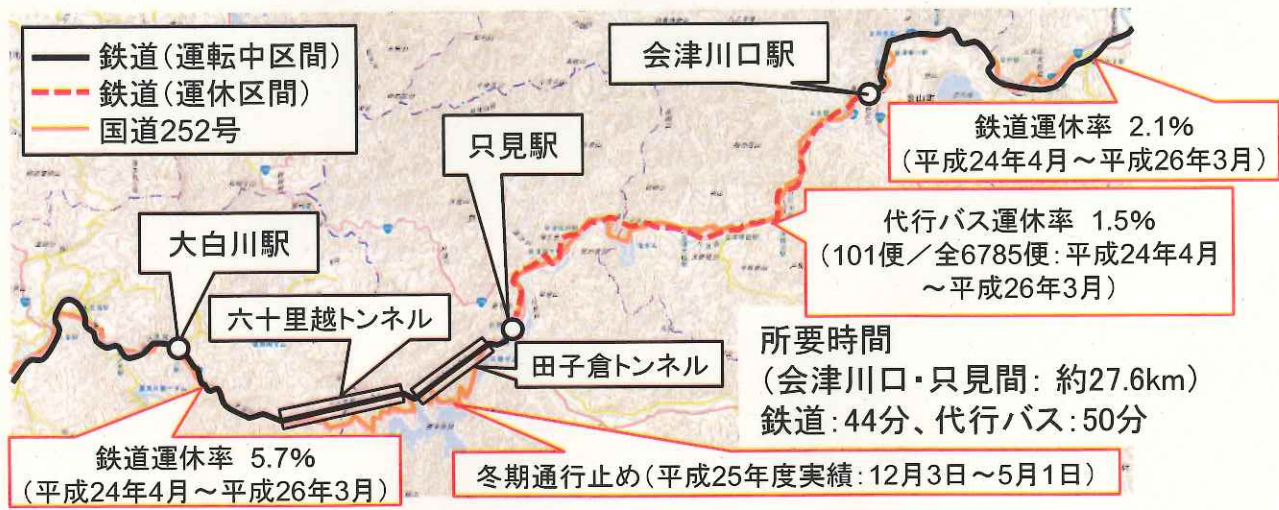 鉄道(運転中区間)
鉄道(運休区間)
国道252号
会津川口駅
只見駅
大白川駅
六十里越トンネル
田子倉トンネル
鉄道運休率 2.1%
(平成24年4月～平成26年3月)
代行バス運休率 1.5%
(101便／全6785便:平成24年4月
～平成26年3月)
所要時間
(会津川口・只見間: 約27.6km)
鉄道:44分、代行バス:50分
鉄道運休率 5.7%
(平成24年4月～平成26年3月)
冬期通行止め(平成25年度実績:12月3日～5月1日)